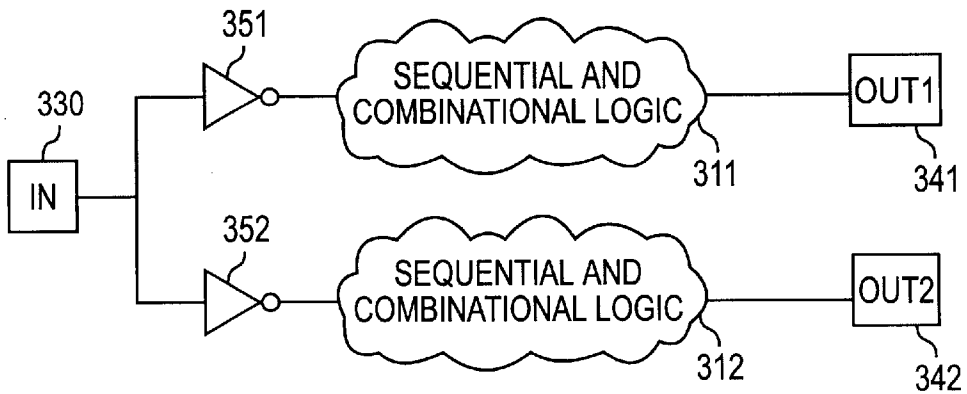 351
SEQUENTIAL AND
COMBINATIONAL LOGIC
OUT1
330
311
341
IN
352
SEQUENTIAL AND
COMBINATIONAL LOGIC
OUT2
312
342